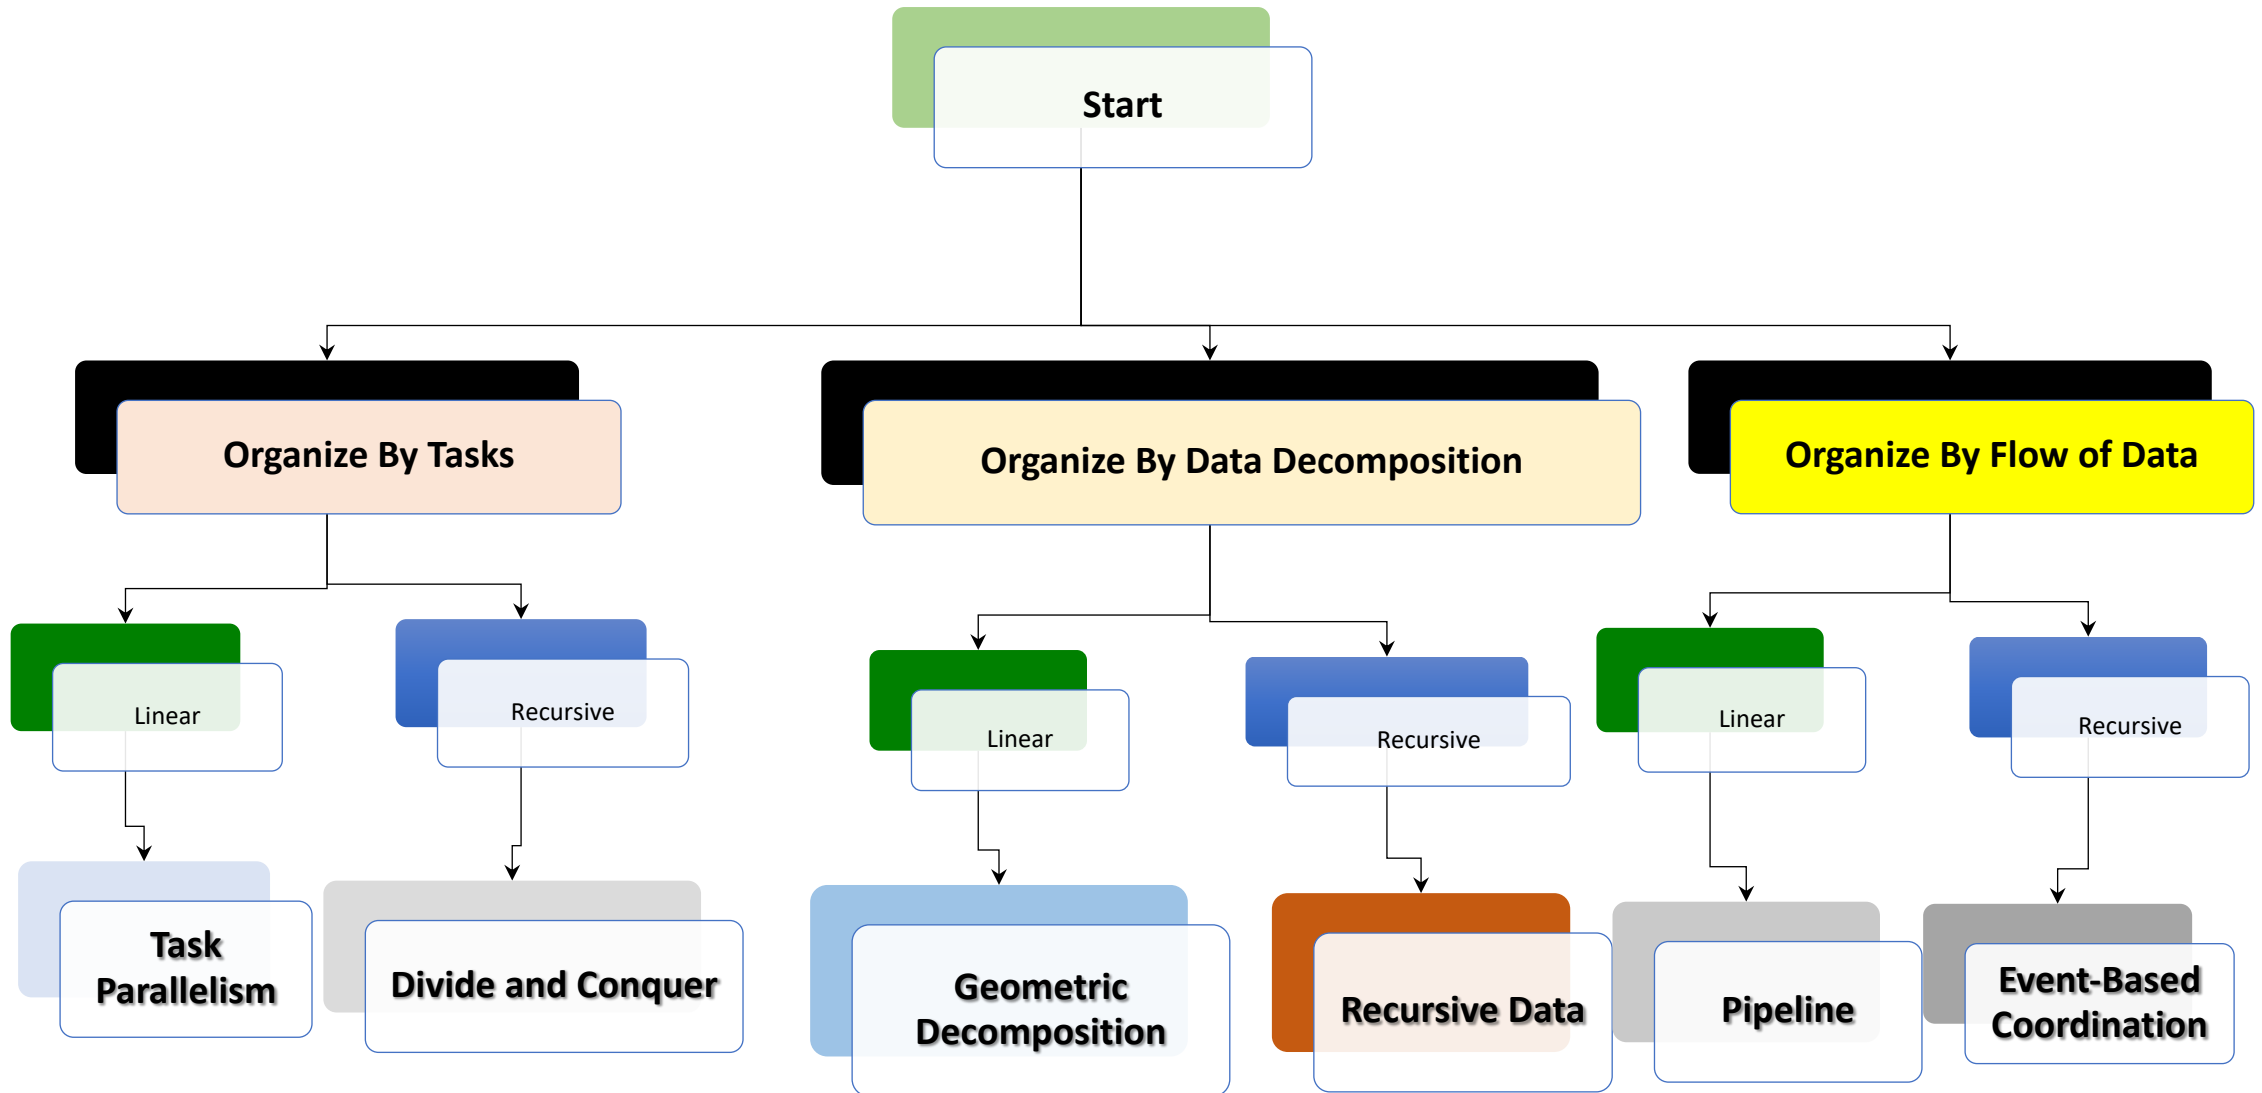 Start
Organize By Tasks
Organize By Data Decomposition
Organize By Flow of Data
Linear
Recursive
Linear
Recursive
Linear
Recursive
Task
Parallelism
Divide and Conquer
Geometric
Decomposition
Recursive Data
Pipeline
Event-Based
Coordination